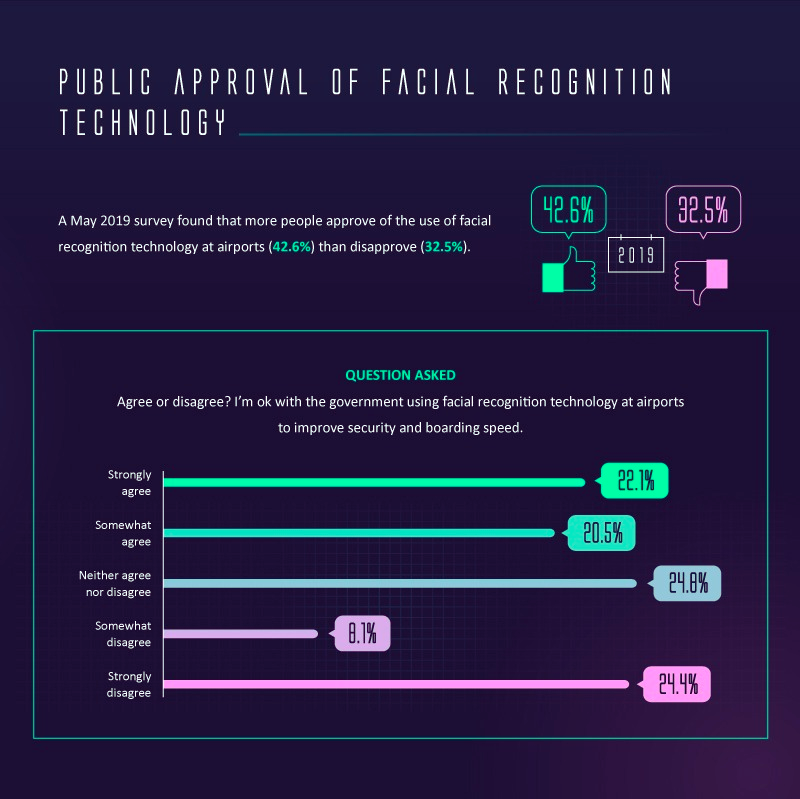 PUBLIC APPROVAL OF FACIAL RECOGNITION
TECHNOLOGY
A May 2019 survey found that more people approve of the use of facial
recognition technology at airports (42.6%) than disapprove (32.5%).
42.6%
32.5%
2019
QUESTION ASKED
Agree or disagree? I'm ok with the government using facial recognition technology at airports
to improve security and boarding speed.
Strongly
agree
22.1%
Somewhat
agree
20.5%
Neither agree
nor disagree
24.8%
Somewhat
disagree
8.1%
Strongly
disagree
24.4%